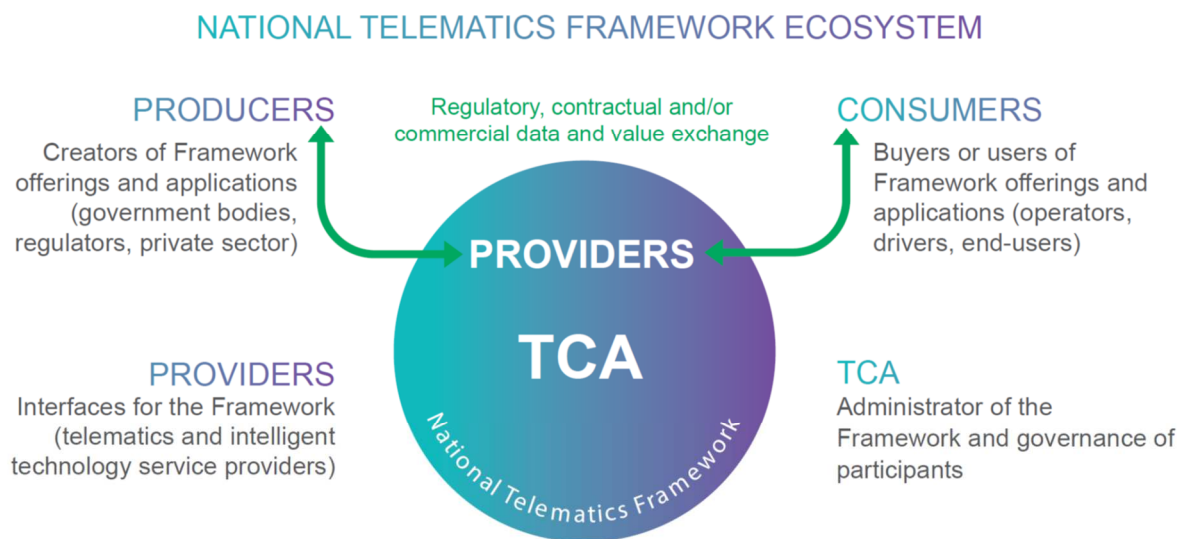 NATIONAL TELEMATICS FRAMEWORK ECOSYSTEM
PRODUCERS
Creators of Framework
offerings and applications
(government bodies,
regulators, private sector)
Regulatory, contractual and/or
commercial data and value exchange
CONSUMERS
Buyers or users of
Framework offerings and
applications (operators,
drivers, end-users)
PROVIDERS
TCA
National Telematics Framework
PROVIDERS
Interfaces for the Framework
(telematics and intelligent
technology service providers)
TCA
Administrator of the
Framework and governance of
participants